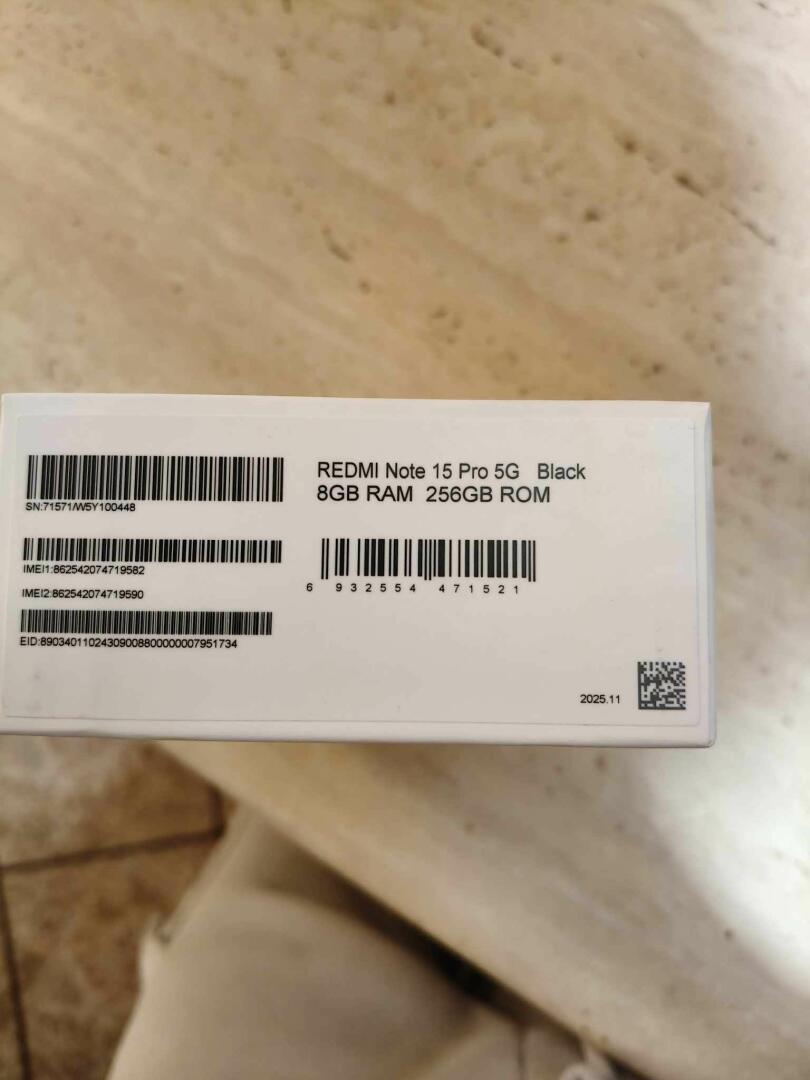 REDMI Note 15 Pro 5G Black
8GB RAM 256GB ROM
SN:71571/W5Y100448
IMEI1:862542074719582
IMEI2:862542074719590
EID:89034011024309008800000007951734
6 932554 471521
2025.11